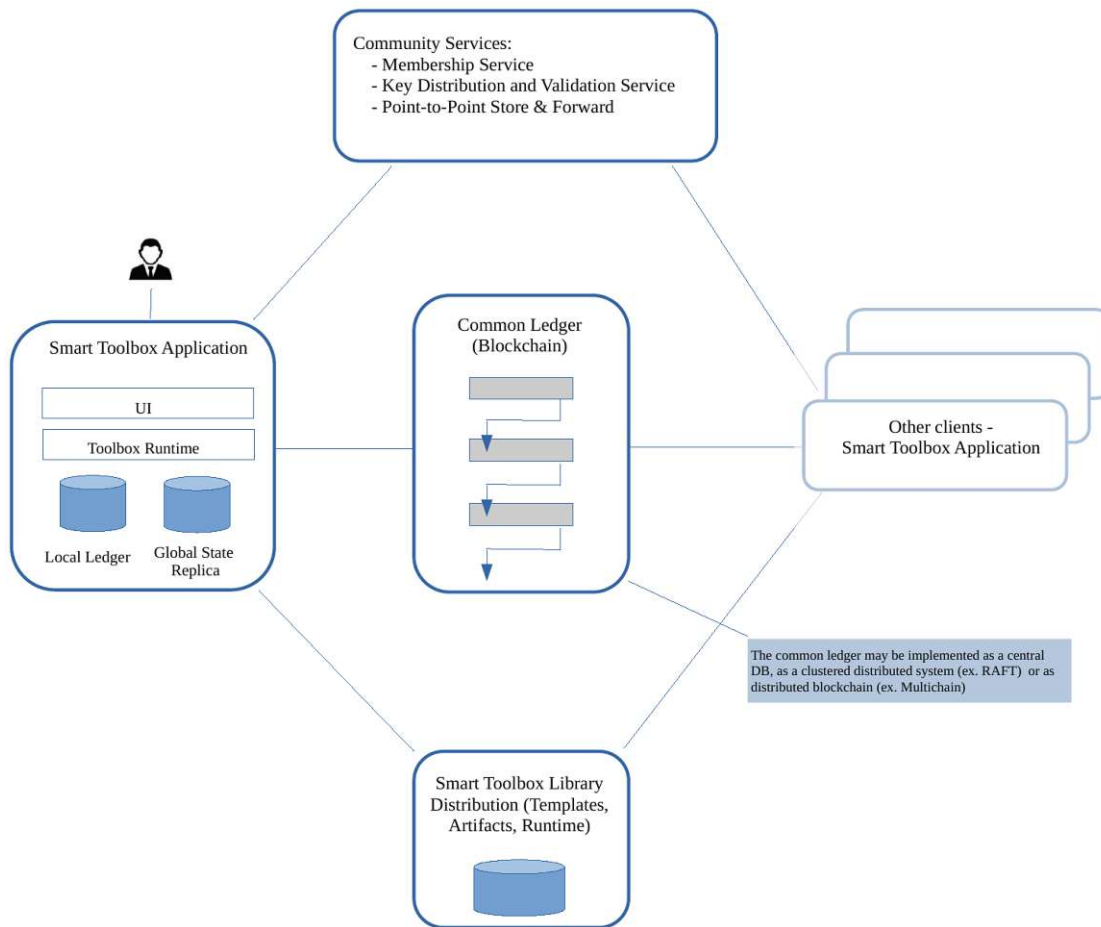 Community Services:
- Membership Service
- Key Distribution and Validation Service
- Point-to-Point Store & Forward
Smart Toolbox Application
UI
Toolbox Runtime
Local Ledger
Global State
Replica
Common Ledger
(Blockchain)
Other clients -
Smart Toolbox Application
The common ledger may be implemented as a central
DB, as a clustered distributed system (ex. RAFT) or as
distributed blockchain (ex. Multichain)
Smart Toolbox Library
Distribution (Templates,
Artifacts, Runtime)